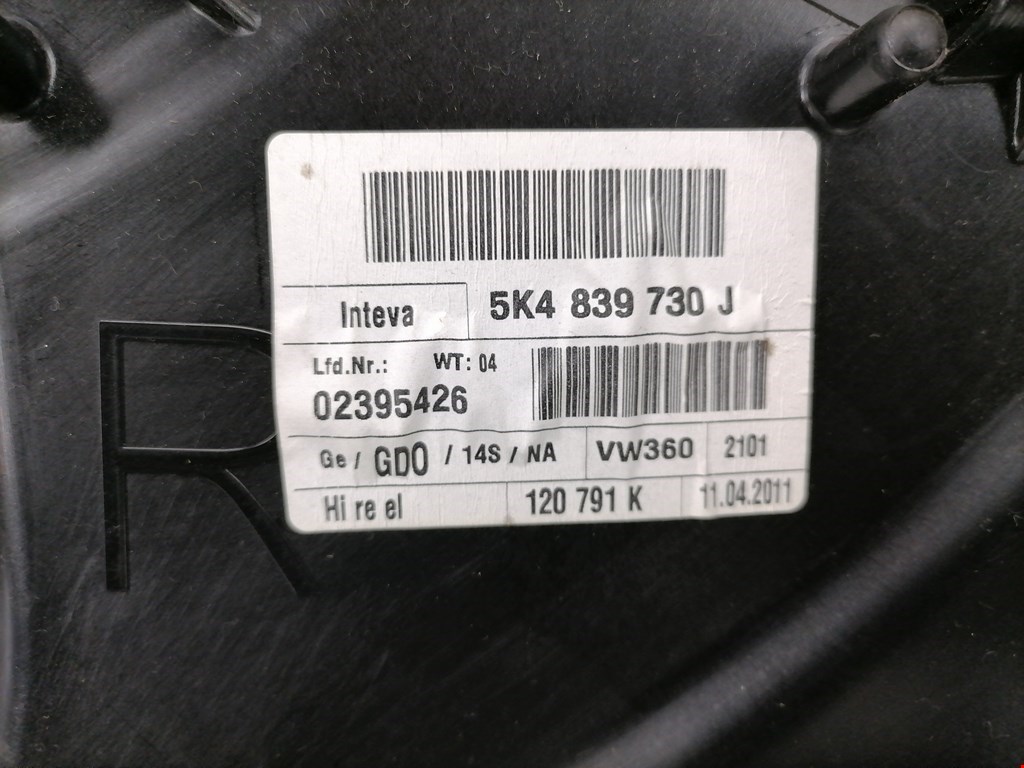 R
Inteva
5K4 839 730 J
Lfd.Nr.: WT: 04
02395426
Ge / GDO / 14S / NA VW360 2101
Hi re el 120 791 K 11.04.2011